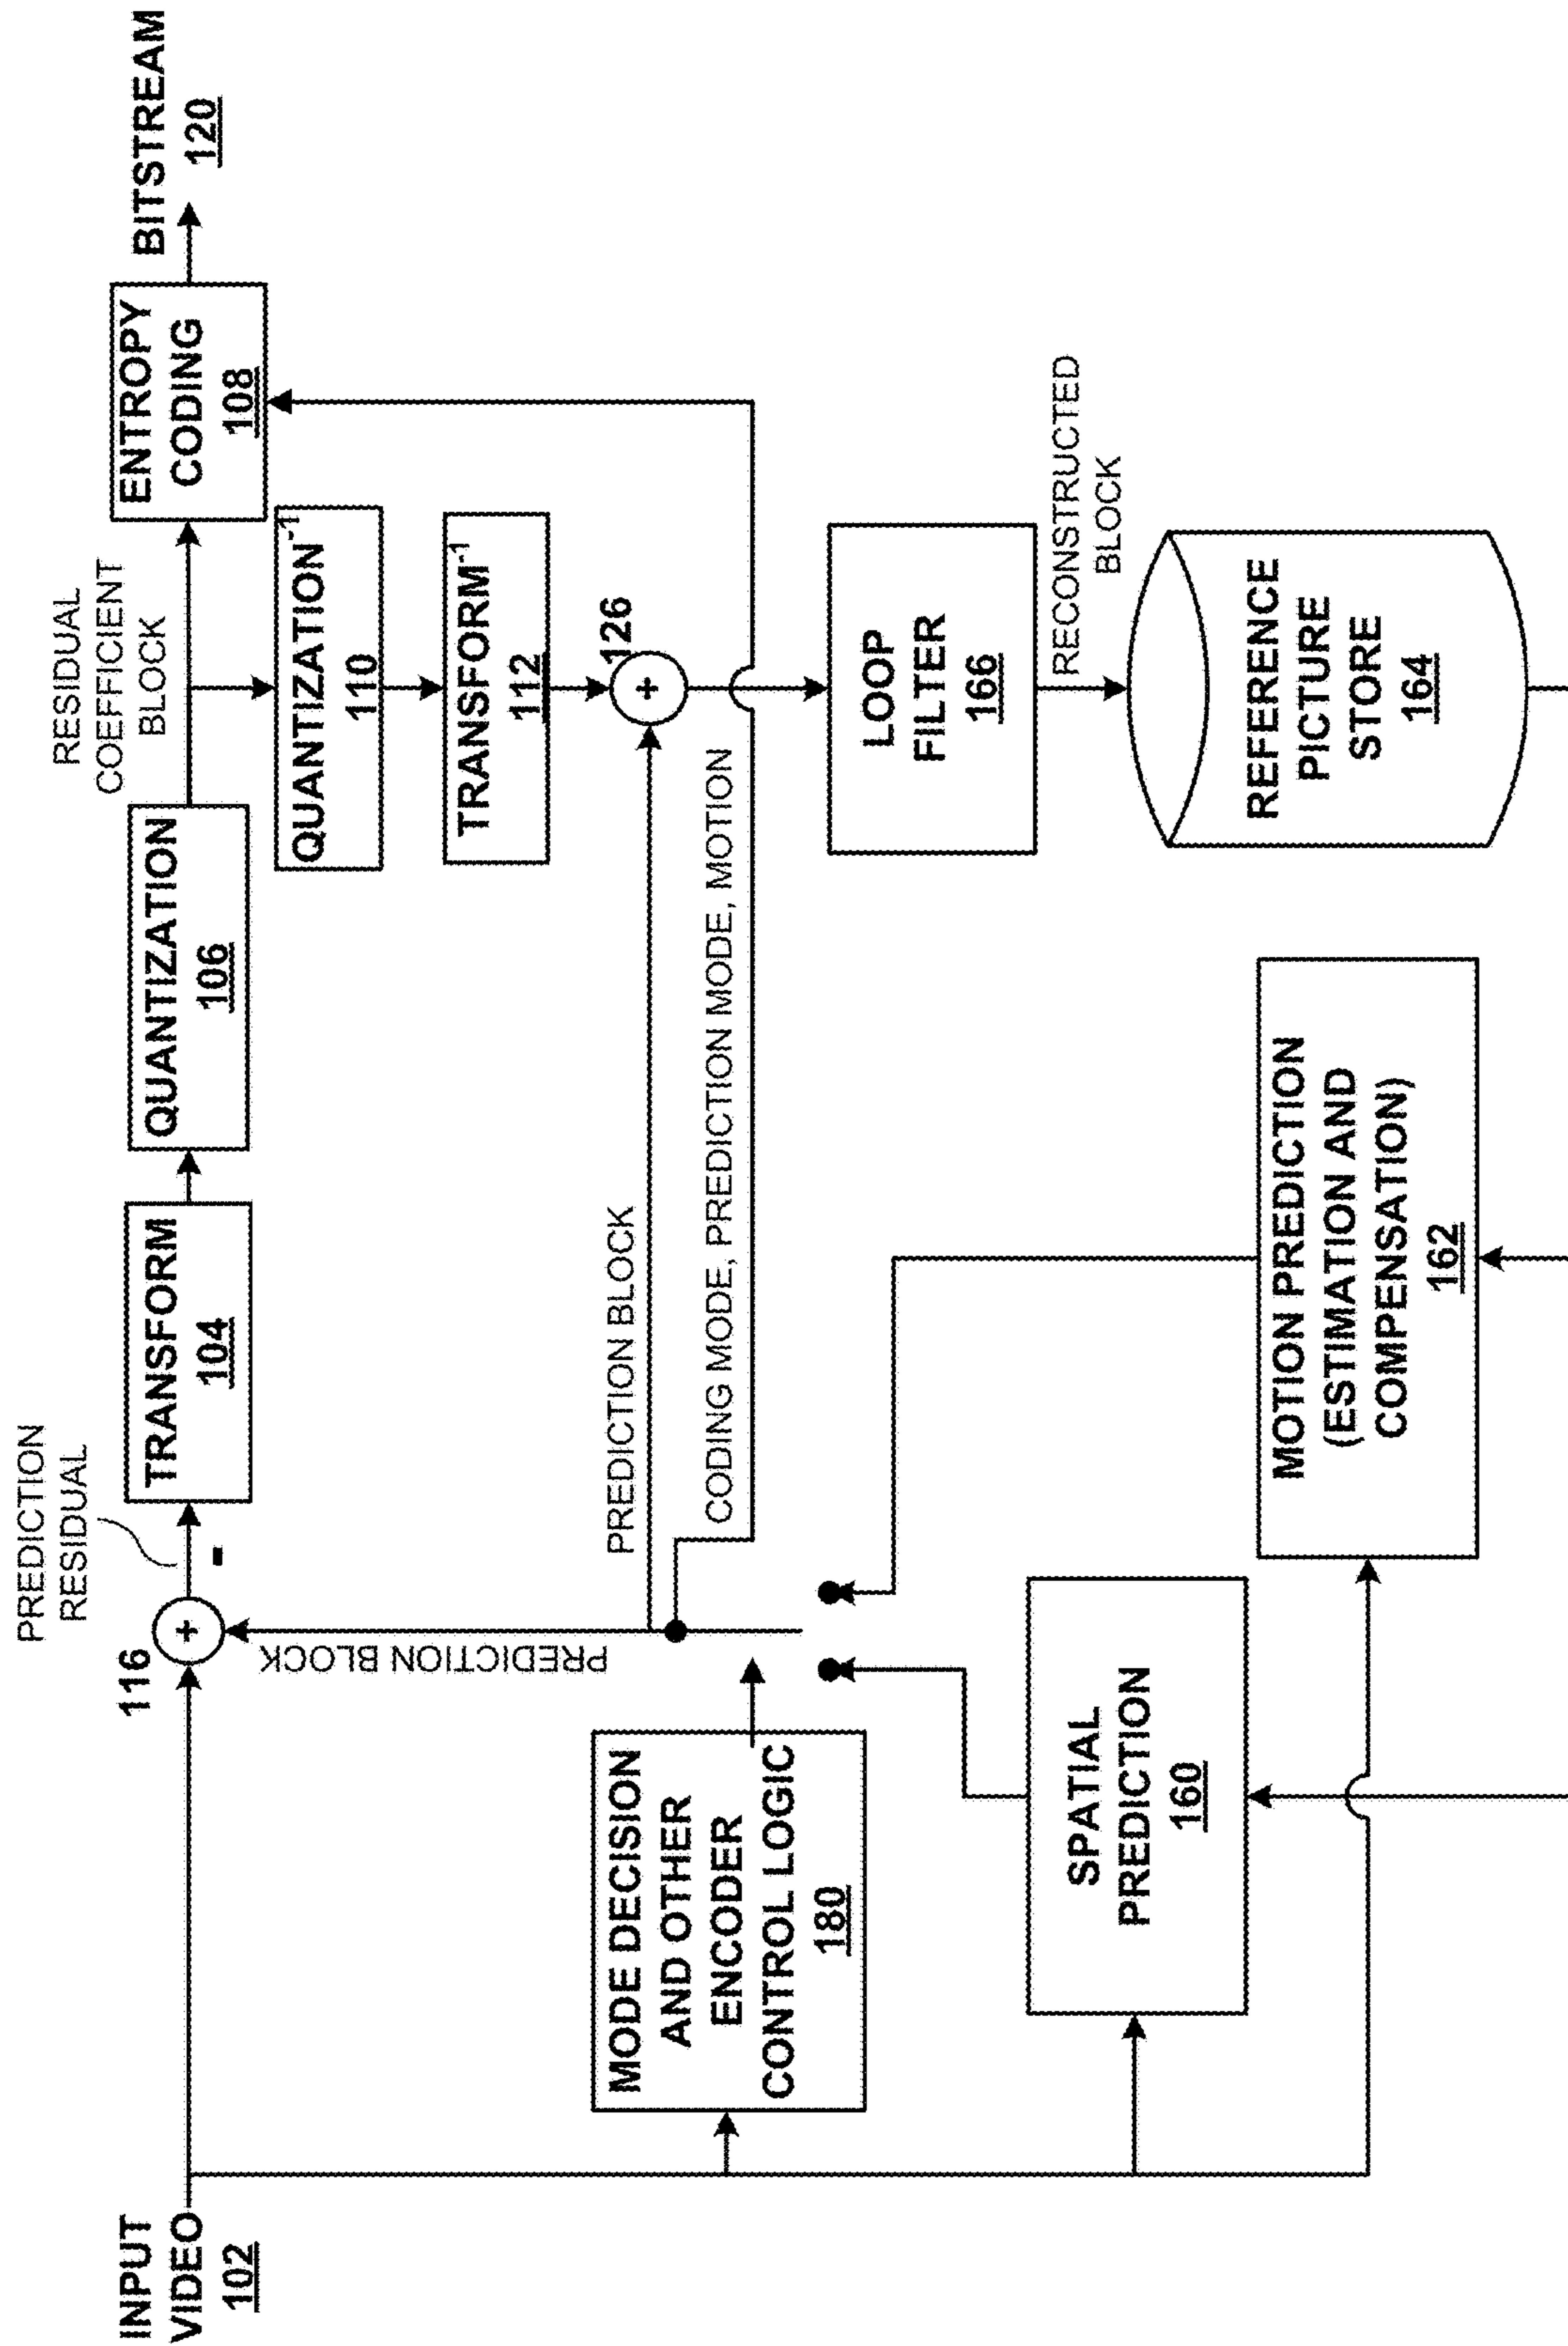 INPUT
VIDEO
102
116
PREDICTION
RESIDUAL
+
-
TRANSFORM
104
QUANTIZATION
106
RESIDUAL
COEFFICIENT
BLOCK
ENTROPY
CODING
108
BITSTREAM
120
QUANTIZATION⁻¹
110
TRANSFORM⁻¹
112
126
+
PREDICTION BLOCK
PREDICTION BLOCK
CODING MODE, PREDICTION MODE, MOTION
MODE DECISION
AND OTHER
ENCODER
CONTROL LOGIC
180
LOOP
FILTER
166
RECONSTRUCTED
BLOCK
SPATIAL
PREDICTION
160
MOTION PREDICTION
(ESTIMATION AND
COMPENSATION)
162
REFERENCE
PICTURE
STORE
164